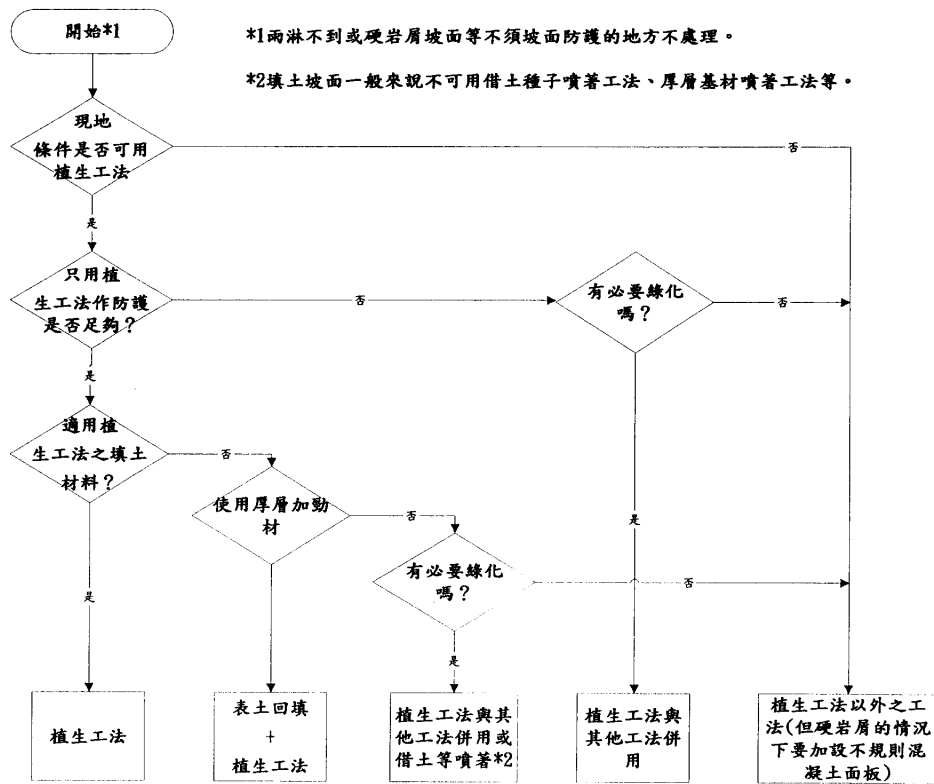 開始*1
*1雨淋不到或硬岩屑坡面等不須坡面防護的地方不處理。
*2填土坡面一般來說不可用借土種子噴著工法、厚層基材噴著工法等。
現地
條件是否可用
植生工法
否
是
只用植
生工法作防護
是否足夠？
否
有必要綠化
嗎？
否
是
適用植
生工法之填土
材料？
否
使用厚層加勁
材
否
是
有必要綠化
嗎？
否
是
是
植生工法
表土回填
+
植生工法
植生工法與其
他工法併用或
借土等噴著*2
植生工法與
其他工法併
用
植生工法以外之工
法(但硬岩屑的情況
下要加設不規則混
凝土面板)